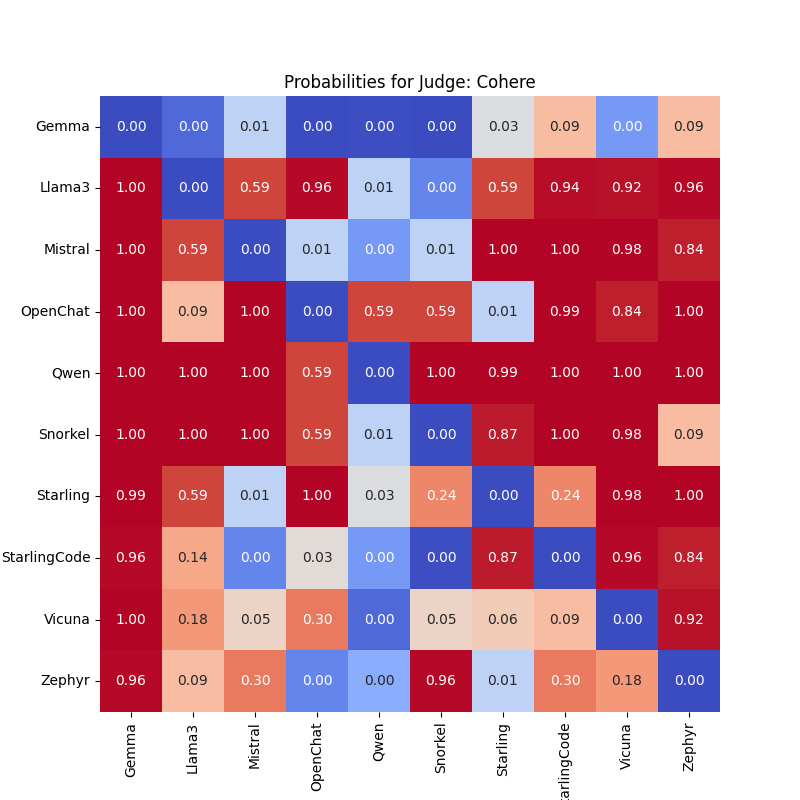 Probabilities for Judge: Cohere
Gemma 0.00 0.00 0.01 0.00 0.00 0.00 0.03 0.09 0.00 0.09
Llama3 1.00 0.00 0.59 0.96 0.01 0.00 0.59 0.94 0.92 0.96
Mistral 1.00 0.59 0.00 0.01 0.00 0.01 1.00 1.00 0.98 0.84
OpenChat 1.00 0.09 1.00 0.00 0.59 0.59 0.01 0.99 0.84 1.00
Qwen 1.00 1.00 1.00 0.59 0.00 1.00 0.99 1.00 1.00 1.00
Snorkel 1.00 1.00 1.00 0.59 0.01 0.00 0.87 1.00 0.98 0.09
Starling 0.99 0.59 0.01 1.00 0.03 0.24 0.00 0.24 0.98 1.00
StarlingCode 0.96 0.14 0.00 0.03 0.00 0.00 0.87 0.00 0.96 0.84
Vicuna 1.00 0.18 0.05 0.30 0.00 0.05 0.06 0.09 0.00 0.92
Zephyr 0.96 0.09 0.30 0.00 0.00 0.96 0.01 0.30 0.18 0.00
Gemma Llama3 Mistral OpenChat Qwen Snorkel Starling arlingCode Vicuna Zephyr